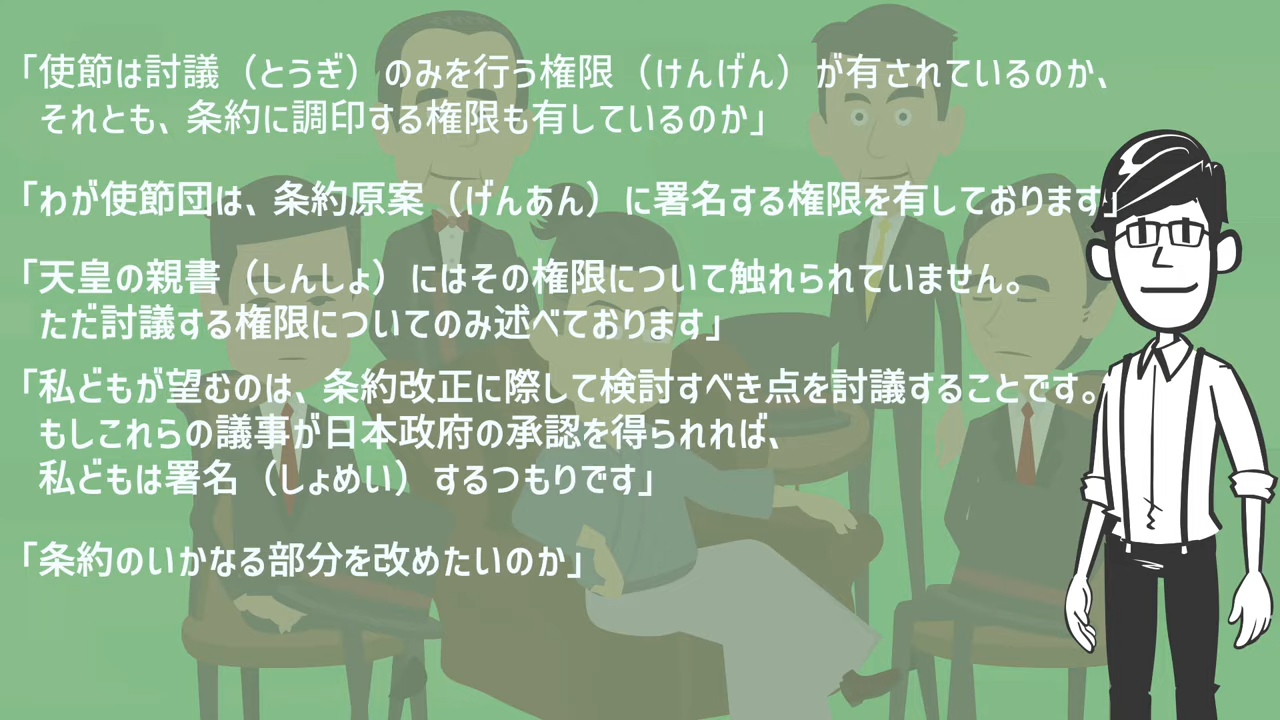 「使節は討議（とうぎ）のみを行う権限（けんげん）が有されているのか、
それとも、条約に調印する権限も有しているのか」
「わが使節団は、条約原案（げんあん）に署名する権限を有しております」
「天皇の親書（しんしょ）にはその権限について触れられていません。
ただ討議する権限についてのみ述べております」
「私どもが望むのは、条約改正に際して検討すべき点を討議することです。
もしこれらの議事が日本政府の承認を得られれば、
私どもは署名（しょめい）するつもりです」
「条約のいかなる部分を改めたいのか」